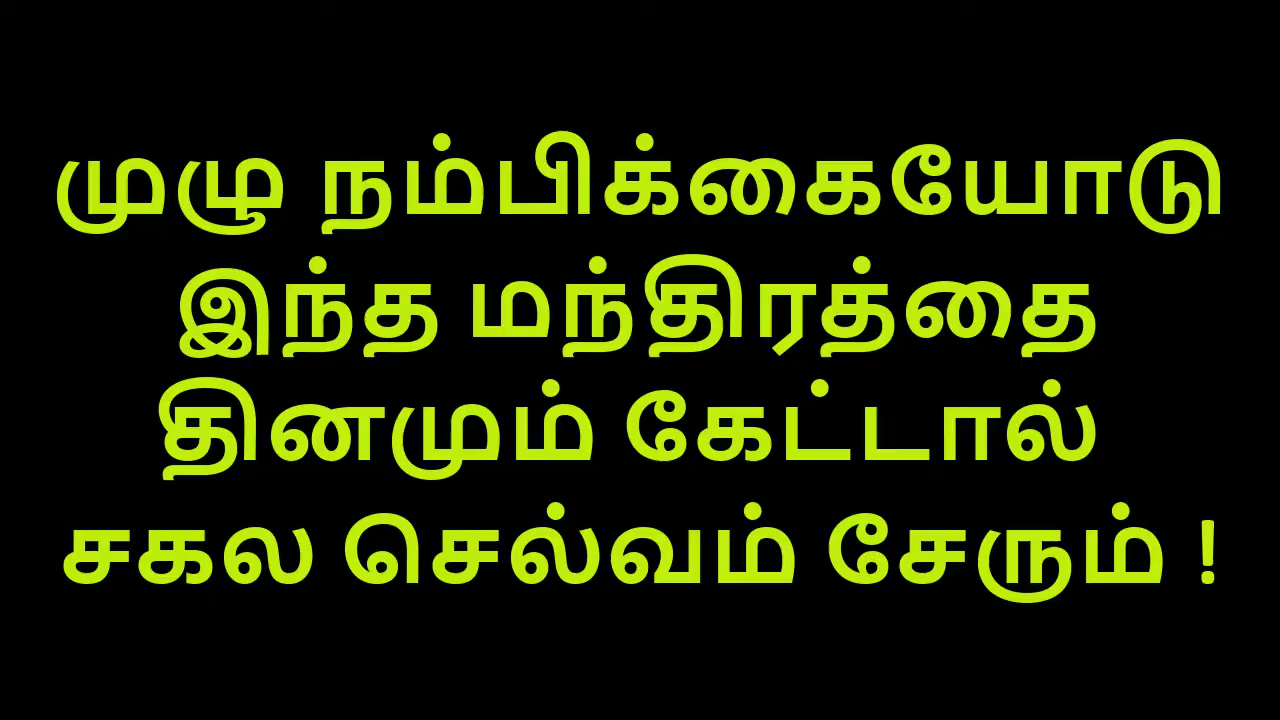 முழு நம்பிக்கையோடு
இந்த மந்திரத்தை
தினமும் கேட்டால்
சகல செல்வம் சேரும் !